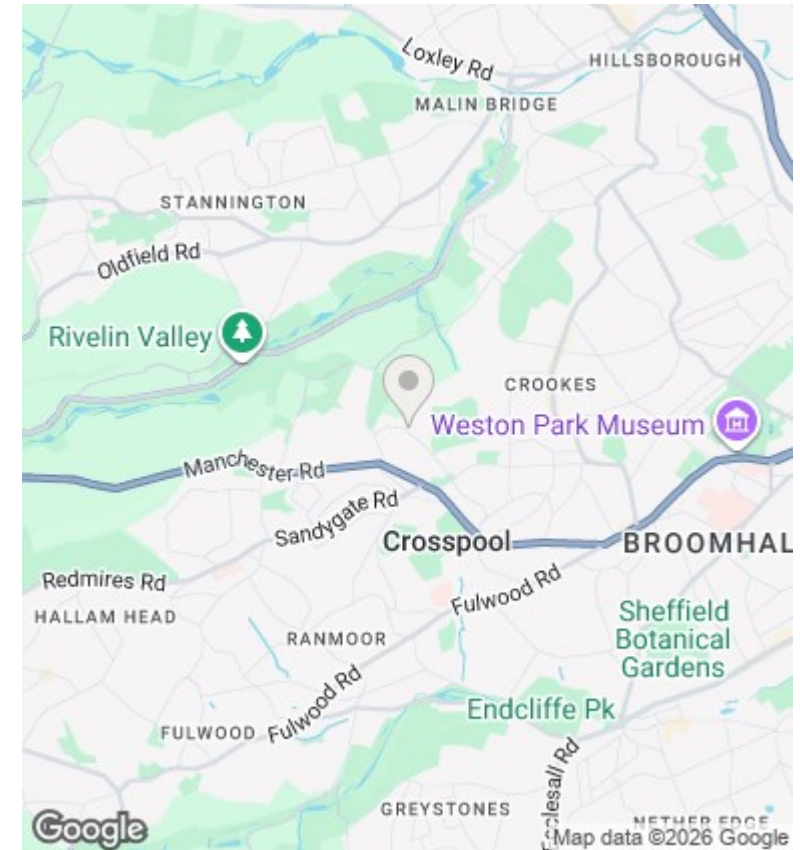 Loxley Rd
HILLSBOROUGH
MALIN BRIDGE
STANNINGTON
Oldfield Rd
Rivelin Valley
CROOKES
Weston Park Museum
Manchester Rd
Sandygate Rd
Crosspool
BROOMHAL
Redmires Rd
Fulwood Rd
HALLAM HEAD
Sheffield
Botanical
Gardens
RANMOOR
Endcliffe Pk
Fulwood Rd
FULWOOD
Ecclesall Rd
GREYSTONES
NETHER EDGE
Google
Map data ©2026 Google